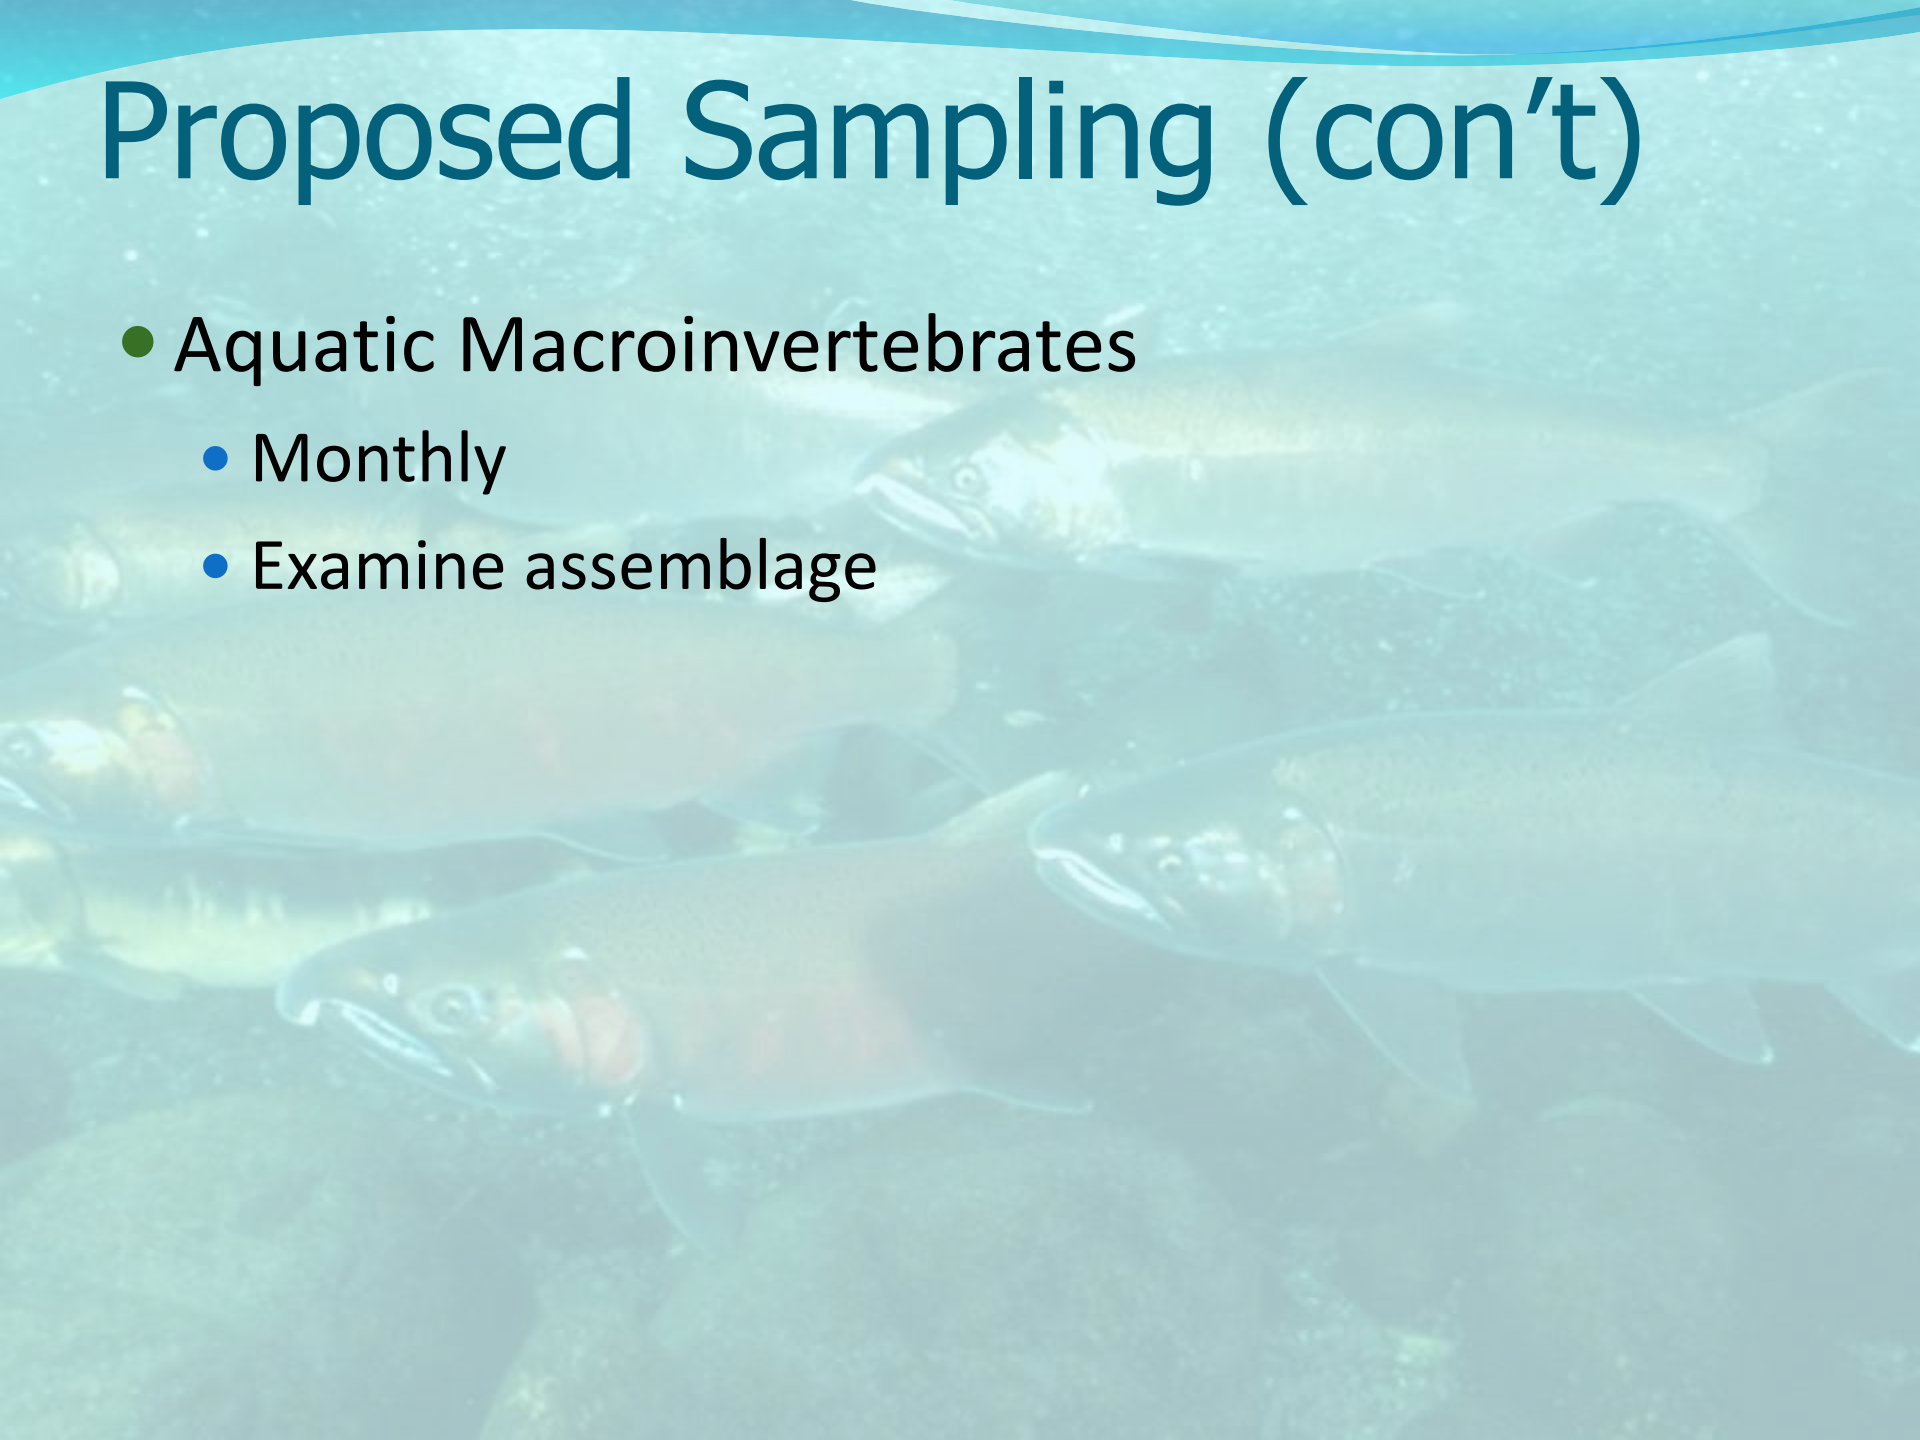 Proposed Sampling (con’t)
Aquatic Macroinvertebrates
Monthly
Examine assemblage